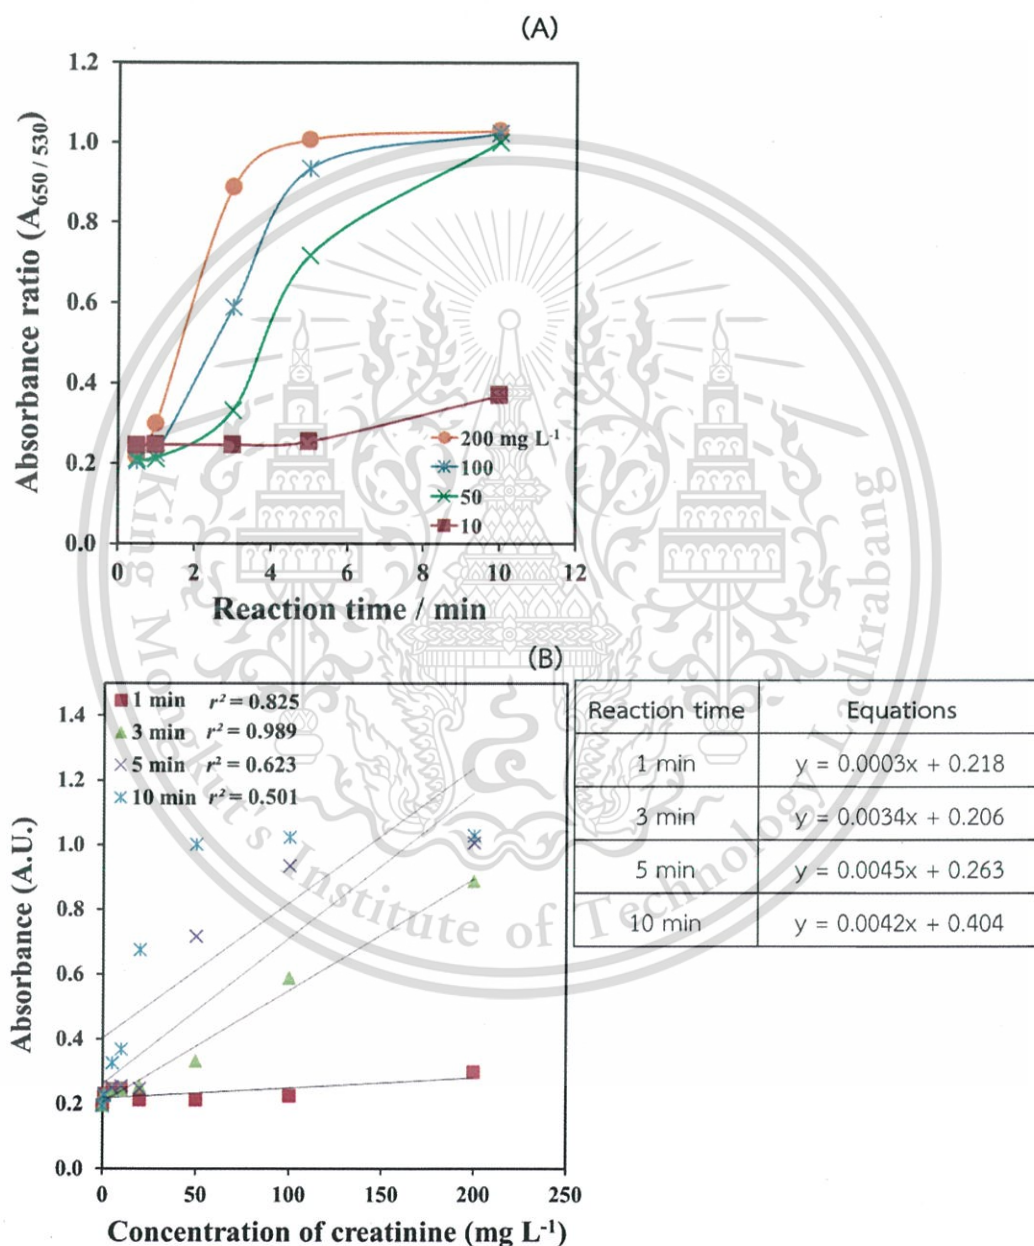 (A)
1.2
1.0
0.8
0.6
0.4
0.2
0.0
Absorbance ratio (A650 / 530)
200 mg L-1
100
50
10
0 2 4 6 8 10 12
Reaction time / min
(B)
1.4
1.2
1.0
0.8
0.6
0.4
0.2
0.0
Absorbance (A.U.)
1 min r² = 0.825
3 min r² = 0.989
5 min r² = 0.623
10 min r² = 0.501
0 50 100 150 200 250
Concentration of creatinine (mg L-1)
Reaction time Equations
1 min y = 0.0003x + 0.218
3 min y = 0.0034x + 0.206
5 min y = 0.0045x + 0.263
10 min y = 0.0042x + 0.404
King Mongkut's Institute of Technology Ladkrabang